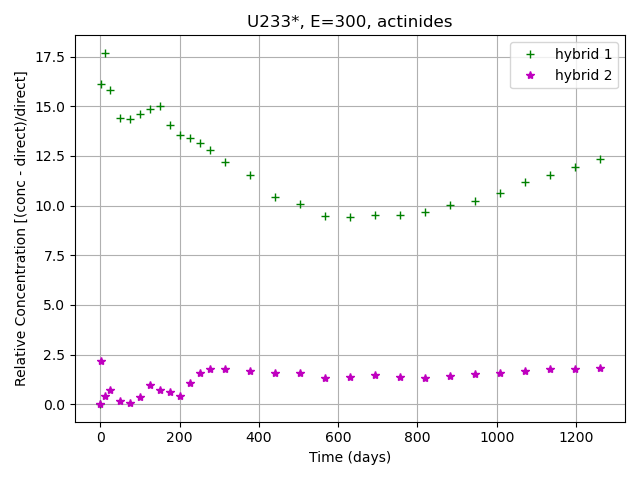 U233*, E=300, actinides
hybrid 1
hybrid 2
Relative Concentration [(conc - direct)/direct]
17.5
15.0
12.5
10.0
7.5
5.0
2.5
0.0
0 200 400 600 800 1000 1200
Time (days)